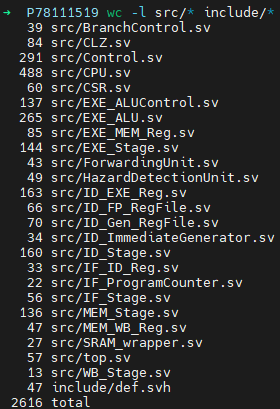 ➜ P78111519 wc -l src/* include/*
39 src/BranchControl.sv
84 src/CLZ.sv
291 src/Control.sv
488 src/CPU.sv
60 src/CSR.sv
137 src/EXE_ALUControl.sv
265 src/EXE_ALU.sv
85 src/EXE_MEM_Reg.sv
144 src/EXE_Stage.sv
43 src/ForwardingUnit.sv
49 src/HazardDetectionUnit.sv
163 src/ID_EXE_Reg.sv
66 src/ID_FP_RegFile.sv
70 src/ID_Gen_RegFile.sv
34 src/ID_ImmediateGenerator.sv
160 src/ID_Stage.sv
33 src/IF_ID_Reg.sv
22 src/IF_ProgramCounter.sv
56 src/IF_Stage.sv
136 src/MEM_Stage.sv
47 src/MEM_WB_Reg.sv
27 src/SRAM_wrapper.sv
57 src/top.sv
13 src/WB_Stage.sv
47 include/def.svh
2616 total